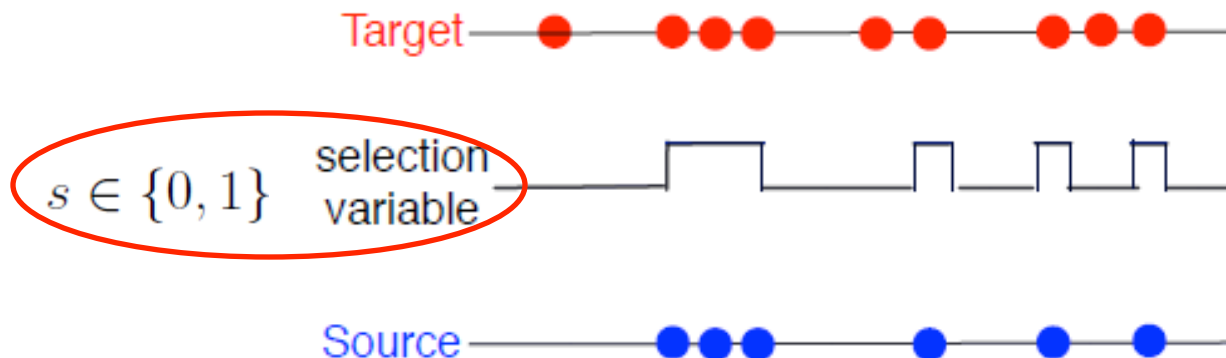 Target
s ∈ {0, 1}
selection
variable
Source